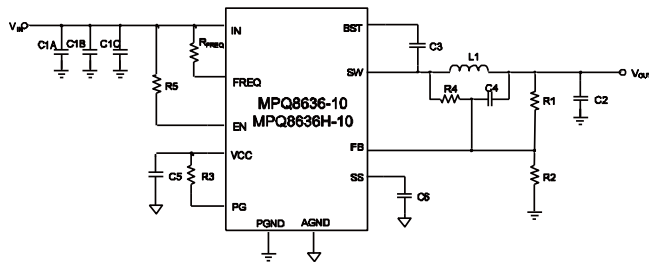 VIN
C1A
C1B
C1C
R5
RFREQ
IN
FREQ
EN
VCC
PG
PGND
AGND
MPQ8636-10
MPQ8636H-10
BST
SW
FB
SS
C5
R3
C3
L1
R4
C4
R1
C2
VOUT
R2
C6